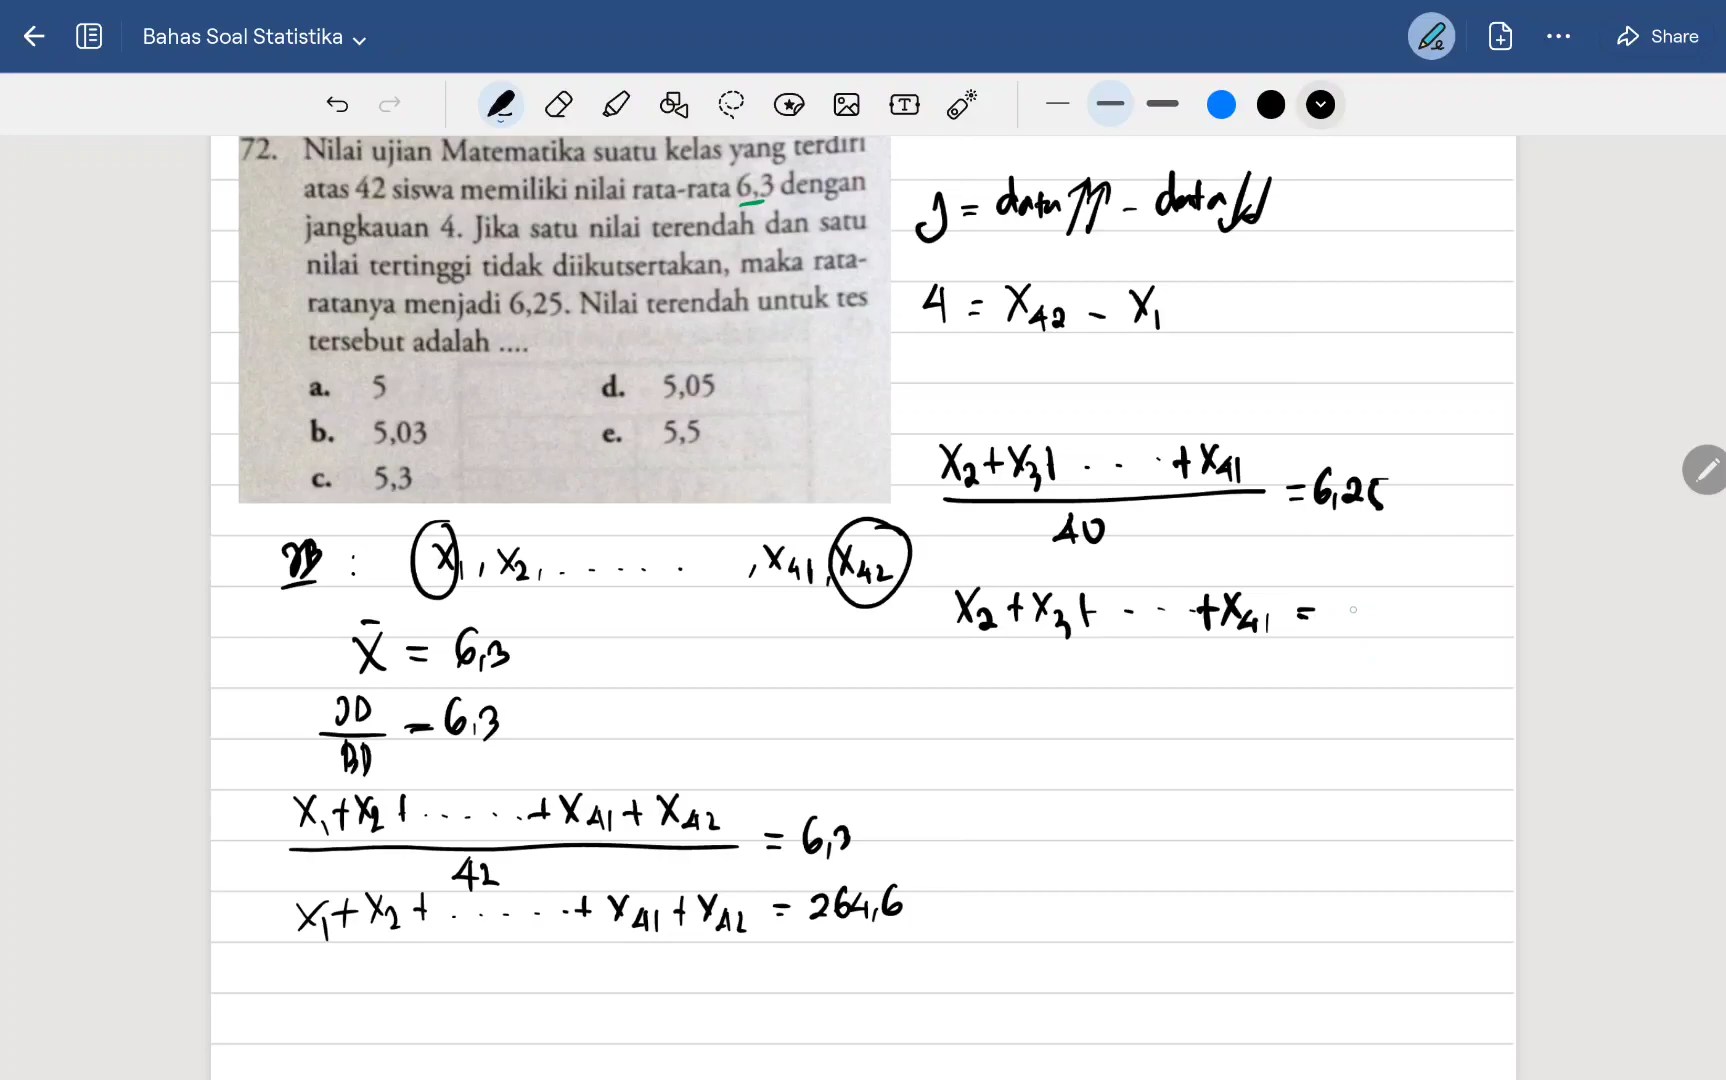 Bahas Soal Statistika
Share
72. Nilai ujian Matematika suatu kelas yang terdiri
atas 42 siswa memiliki nilai rata-rata 6,3 dengan
jangkauan 4. Jika satu nilai terendah dan satu
nilai tertinggi tidak diikutsertakan, maka rata-
ratanya menjadi 6,25. Nilai terendah untuk tes
tersebut adalah ....
a. 5
b. 5,03
c. 5,3
d. 5,05
e. 5,5
J = data ↑↑ - data ↓↓
4 = X₄₂ - X₁
X₂+X₃+ . . . +X₄₁
40
= 6,25
X₂ + X₃ + - . . +X₄₁ =
: X₁, X₂, . - - - - . , X₄₁, X₄₂
X̄ = 6,3
JD
BD
= 6,3
X₁+X₂+ . - . . . + X₄₁ + X₄₂
42
= 6,3
X₁+X₂+ . . - - . . + X₄₁ + X₄₂ = 264,6